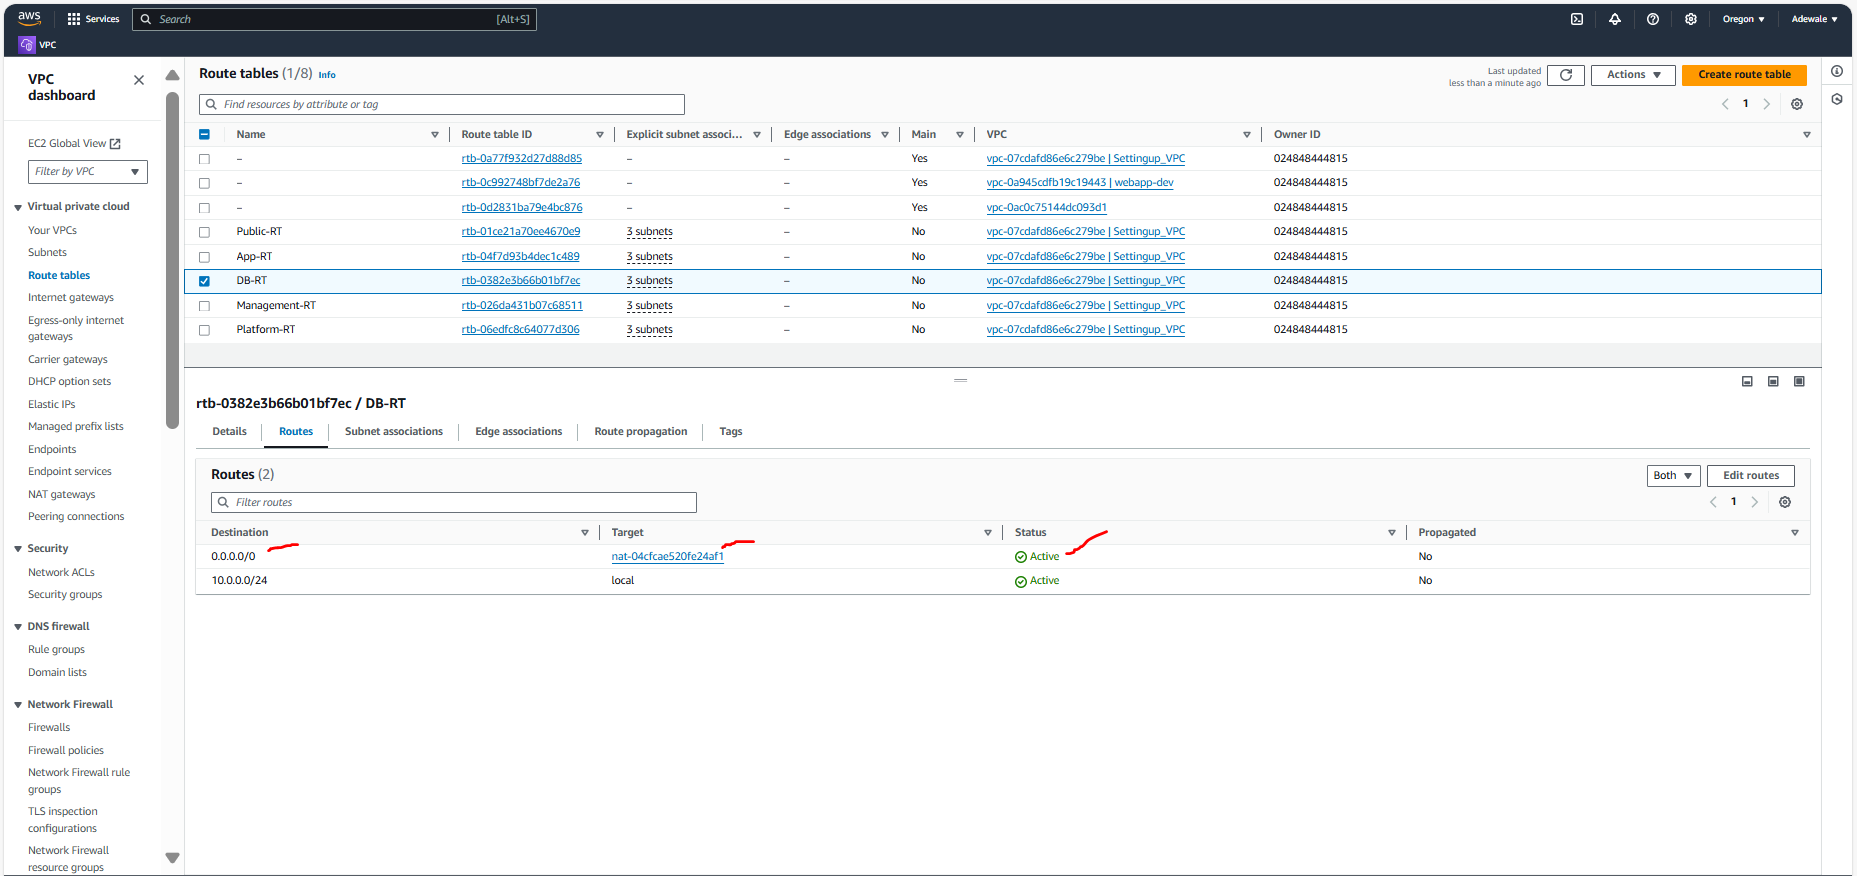 aws Services Search [Alt+S] Oregon Adewale
VPC
VPC dashboard
EC2 Global View
Filter by VPC
Virtual private cloud
Your VPCs
Subnets
Route tables
Internet gateways
Egress-only internet gateways
Carrier gateways
DHCP option sets
Elastic IPs
Managed prefix lists
Endpoints
Endpoint services
NAT gateways
Peering connections
Security
Network ACLs
Security groups
DNS firewall
Rule groups
Domain lists
Network Firewall
Firewalls
Firewall policies
Network Firewall rule groups
TLS inspection configurations
Network Firewall resource groups
Route tables (1/8) Info
Last updated less than a minute ago
Actions Create route table
Find resources by attribute or tag
1
Name Route table ID Explicit subnet associ... Edge associations Main VPC Owner ID
– rtb-0a77f932d27d88d85 – – Yes vpc-07cdafd86e6c279be | Settingup_VPC 024848444815
– rtb-0c992748bf7de2a76 – – Yes vpc-0a945cdfb19c19443 | webapp-dev 024848444815
– rtb-0d2831ba79e4bc876 – – Yes vpc-0ac0c75144dc093d1 024848444815
Public-RT rtb-01ce21a70ee4670e9 3 subnets – No vpc-07cdafd86e6c279be | Settingup_VPC 024848444815
App-RT rtb-04f7d93b4dec1c489 3 subnets – No vpc-07cdafd86e6c279be | Settingup_VPC 024848444815
DB-RT rtb-0382e3b66b01bf7ec 3 subnets – No vpc-07cdafd86e6c279be | Settingup_VPC 024848444815
Management-RT rtb-026da431b07c68511 3 subnets – No vpc-07cdafd86e6c279be | Settingup_VPC 024848444815
Platform-RT rtb-06edfc8c64077d306 3 subnets – No vpc-07cdafd86e6c279be | Settingup_VPC 024848444815
rtb-0382e3b66b01bf7ec / DB-RT
Details Routes Subnet associations Edge associations Route propagation Tags
Routes (2)
Both Edit routes
Filter routes
1
Destination Target Status Propagated
0.0.0.0/0 nat-04cfcae520fe24af1 Active No
10.0.0.0/24 local Active No